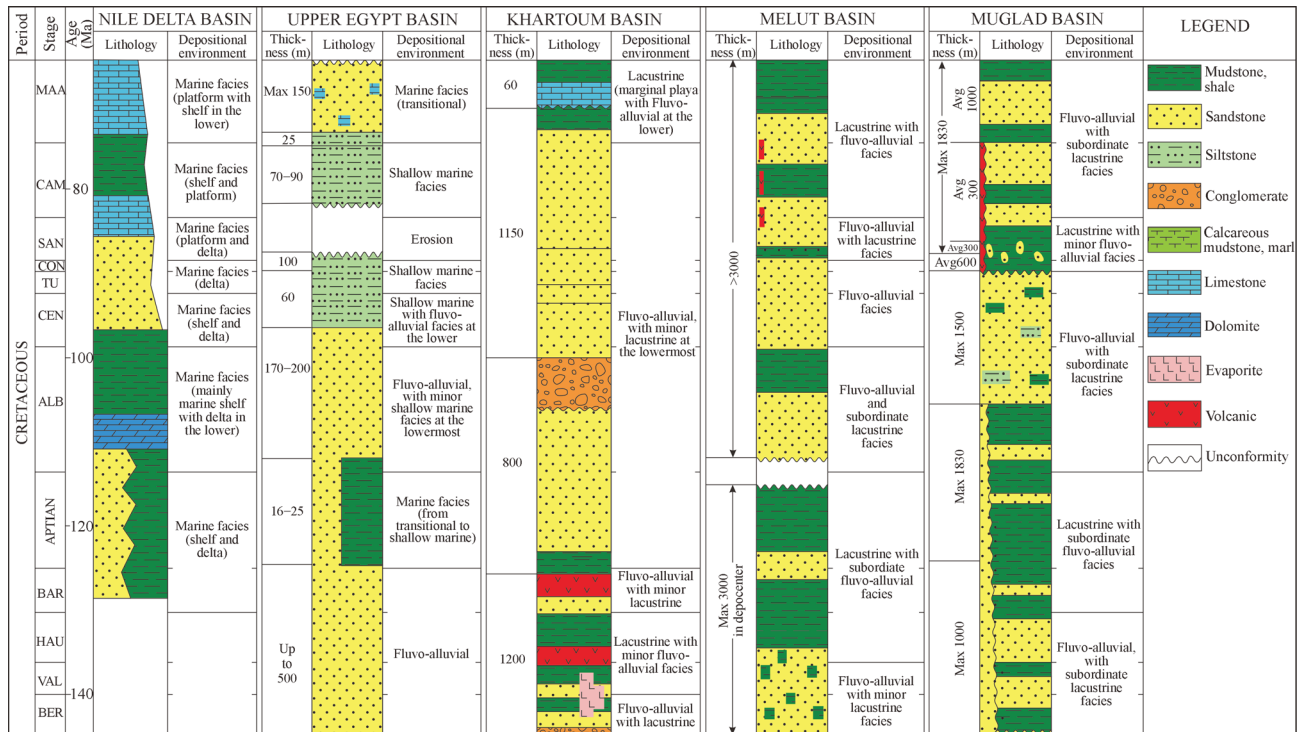 NILE DELTA BASIN
UPPER EGYPT BASIN
KHARTOUM BASIN
MELUT BASIN
MUGLAD BASIN
LEGEND
Period
Stage
Age
(Ma)
Lithology
Depositional
environment
Thick-
ness (m)
Lithology
Depositional
environment
Thick-
ness (m)
Lithology
Depositional
environment
Thick-
ness (m)
Lithology
Depositional
environment
Thick-
ness (m)
Lithology
Depositional
environment
CRETACEOUS
MAA
CAM
SAN
CON
TU
CEN
ALB
APTIAN
BAR
HAU
VAL
BER
80
100
120
140
Marine facies
(platform with
shelf in the
lower)
Marine facies
(shelf and
platform)
Marine facies
(platform and
delta)
Marine facies
(delta)
Marine facies
(shelf and
delta)
Marine facies
(mainly
marine shelf
with delta in
the lower)
Marine facies
(shelf and
delta)
Max 150
25
70–90
100
60
170–200
16–25
Up
to
500
Marine facies
(transitional)
Shallow marine
facies
Erosion
Shallow marine
facies
Shallow marine
with fluvo-
alluvial facies at
the lower
Fluvo-alluvial,
with minor
shallow marine
facies at the
lowermost
Marine facies
(from
transitional to
shallow marine)
Fluvo-alluvial
60
1150
800
1200
Lacustrine
(marginal playa
with Fluvo-
alluvial at the
lower)
Fluvo-alluvial,
with minor
lacustrine at
the lowermost
Fluvo-alluvial
with minor
lacustrine
Lacustrine with
minor fluvo-
alluvial facies
Fluvo-alluvial
with lacustrine
>3000
Max 3000
in depocenter
Lacustrine with
fluvo-alluvial
facies
Fluvo-alluvial
with lacustrine
facies
Fluvo-alluvial
facies
Fluvo-alluvial
and
subordinate
lacustrine
facies
Lacustrine with
subordiate
fluvo-alluvial
facies
Fluvo-alluvial
with minor
lacustrine
facies
Max 1830
Avg
1000
Avg
300
Avg300
Avg600
Max 1500
Max 1830
Max 1000
Fluvo-alluvial
with
subordinate
lacustrine
facies
Lacustrine with
minor fluvo-
alluvial facies
Fluvo-alluvial
with
subordinate
lacustrine
facies
Lacustrine with
subordinate
fluvo-alluvial
facies
Fluvo-alluvial,
with
subordinate
lacustrine
facies
Mudstone,
shale
Sandstone
Siltstone
Conglomerate
Calcareous
mudstone, marl
Limestone
Dolomite
Evaporite
Volcanic
Unconformity